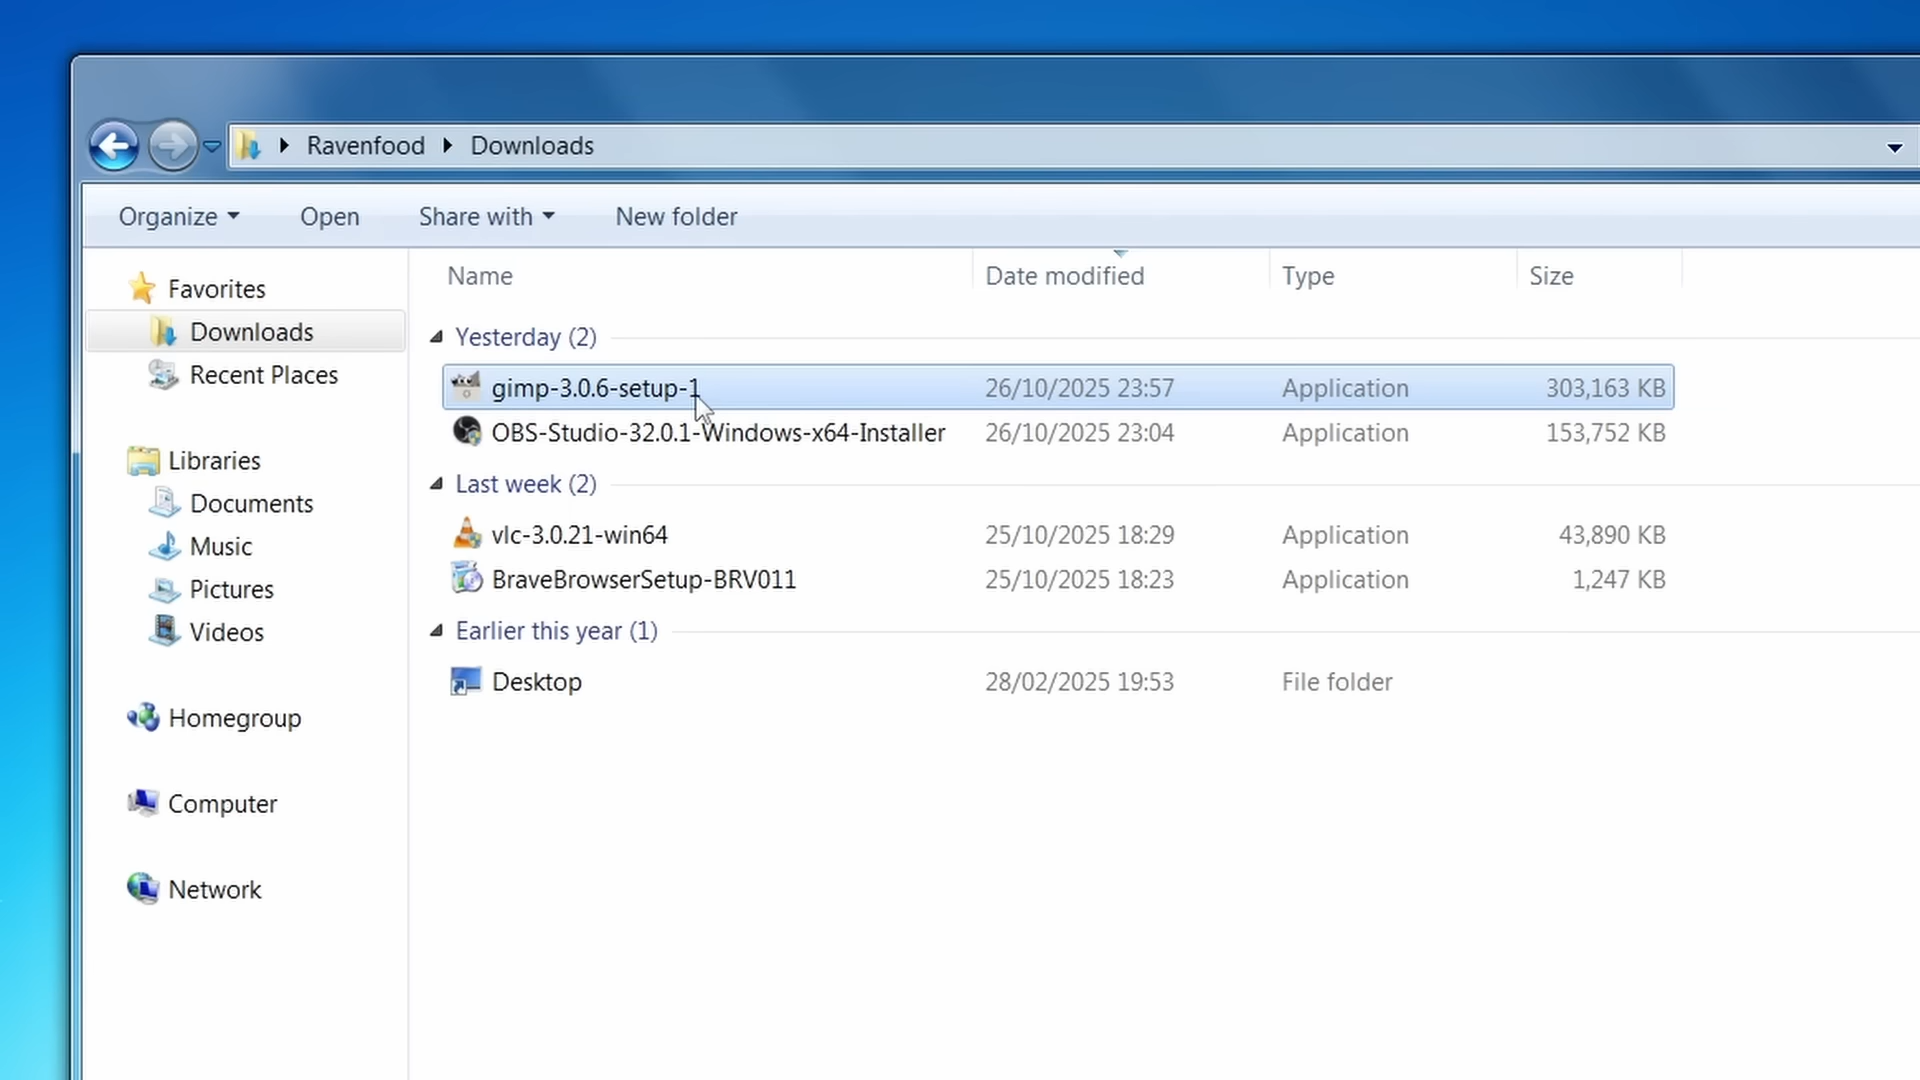 Ravenfood Downloads
Organize Open Share with New folder
Favorites
Downloads
Recent Places
Libraries
Documents
Music
Pictures
Videos
Homegroup
Computer
Network
Name Date modified Type Size
Yesterday (2)
gimp-3.0.6-setup-1 26/10/2025 23:57 Application 303,163 KB
OBS-Studio-32.0.1-Windows-x64-Installer 26/10/2025 23:04 Application 153,752 KB
Last week (2)
vlc-3.0.21-win64 25/10/2025 18:29 Application 43,890 KB
BraveBrowserSetup-BRV011 25/10/2025 18:23 Application 1,247 KB
Earlier this year (1)
Desktop 28/02/2025 19:53 File folder